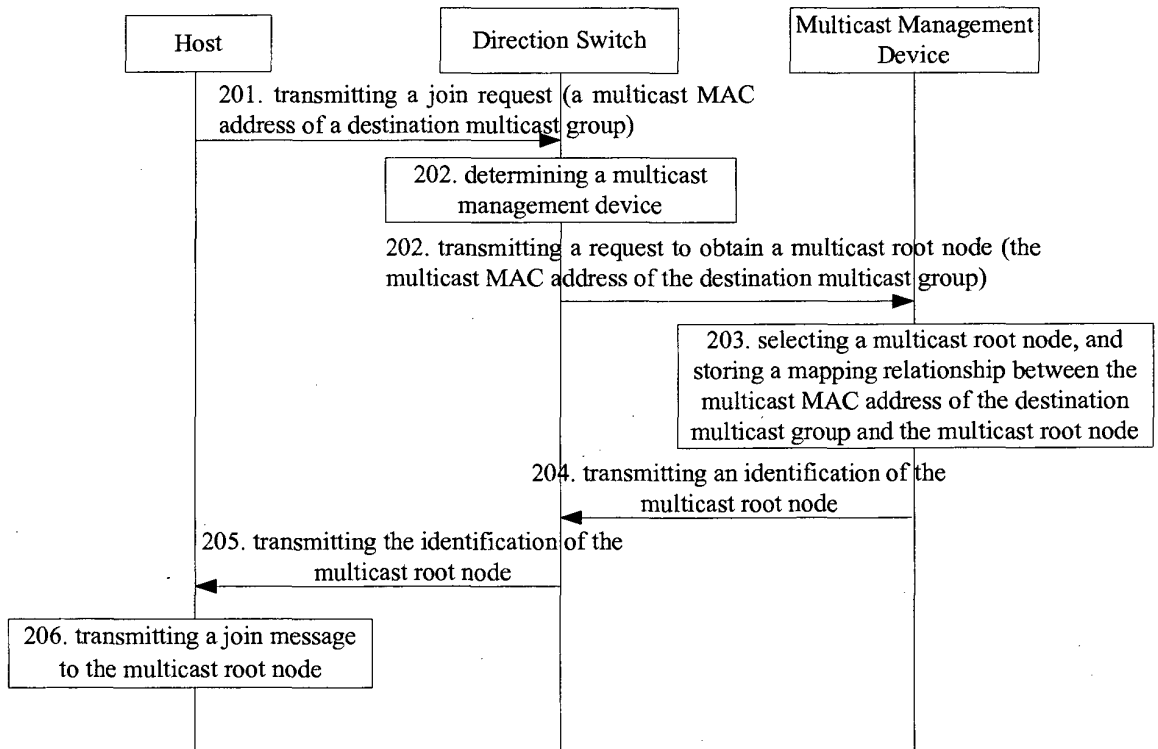 Host
Direction Switch
Multicast Management
Device
201. transmitting a join request (a multicast MAC
address of a destination multicast group)
202. determining a multicast
management device
202. transmitting a request to obtain a multicast root node (the
multicast MAC address of the destination multicast group)
203. selecting a multicast root node, and
storing a mapping relationship between the
multicast MAC address of the destination
multicast group and the multicast root node
204. transmitting an identification of the
multicast root node
205. transmitting the identification of the
multicast root node
206. transmitting a join message
to the multicast root node